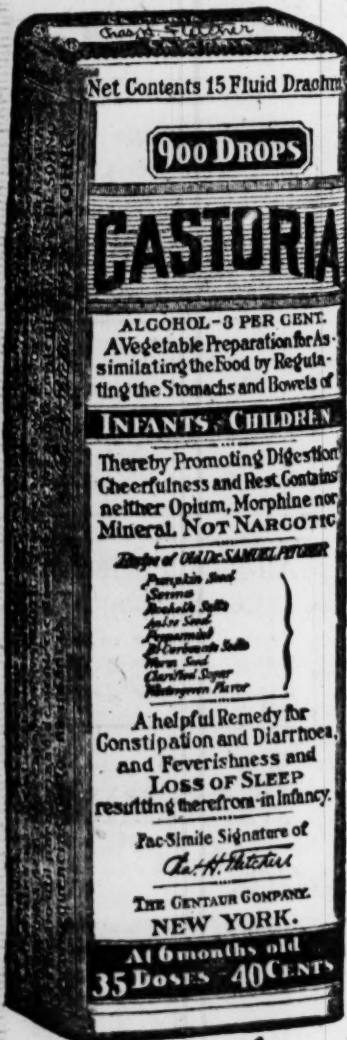 Chas. H. Fletcher
Net Contents 15 Fluid Drachm
900 DROPS
CASTORIA
ALCOHOL-3 PER CENT.
A Vegetable Preparation for As-
similating the Food by Regula-
ting the Stomachs and Bowels of
INFANTS, CHILDREN
Thereby Promoting Digestion
Cheerfulness and Rest. Contains
neither Opium, Morphine nor
Mineral. NOT NARCOTIC
Recipe of Old Dr. SAMUEL PITCHER
Pumpkin Seed
Senna
Rochelle Salts
Anise Seed
Peppermint
Bi Carbonate Soda
Worm Seed
Clarified Sugar
Wintergreen Flavor
A helpful Remedy for
Constipation and Diarrhoea,
and Feverishness and
LOSS OF SLEEP
resulting therefrom-in Infancy.
Fac-Simile Signature of
Chas. H. Fletcher
THE CENTAUR COMPANY.
NEW YORK.
At 6 months old
35 DOSES - 40 CENTS